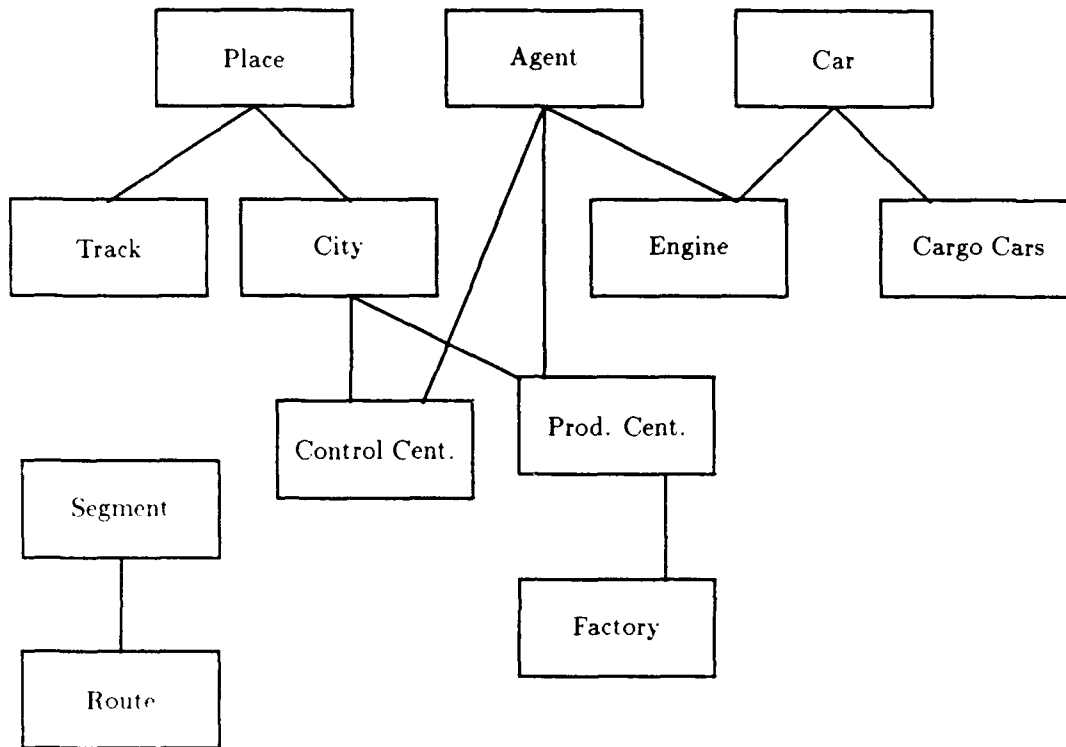 Place
Agent
Car
Track
City
Engine
Cargo Cars
Control Cent.
Prod. Cent.
Segment
Factory
Route